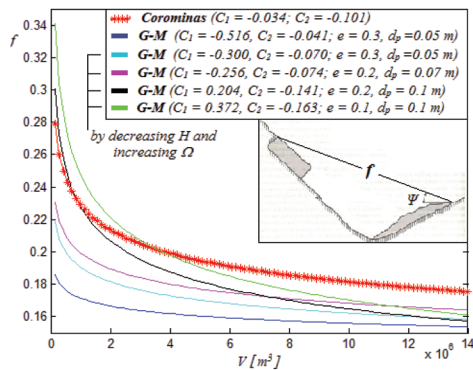 f
0.34
0.32
0.3
0.28
0.26
0.24
0.22
0.2
0.18
0.16
Corominas (C₁ = -0.034; C₂ = -0.101)
G-M (C₁ = -0.516, C₂ = -0.041; e = 0.3, dₚ =0.05 m)
G-M (C₁ = -0.300, C₂ = -0.070; e = 0.3, dₚ=0.05 m)
G-M (C₁ = -0.256, C₂ = -0.074; e = 0.2, dₚ = 0.07 m)
G-M (C₁ = 0.204, C₂ = -0.141; e = 0.2, dₚ = 0.1 m)
G-M (C₁ = 0.372, C₂ = -0.163; e = 0.1, dₚ = 0.1 m)
by decreasing H and
increasing Ω
f
Ψ
0 2 4 6 8 10 12 14
V [m³]
x 10⁶